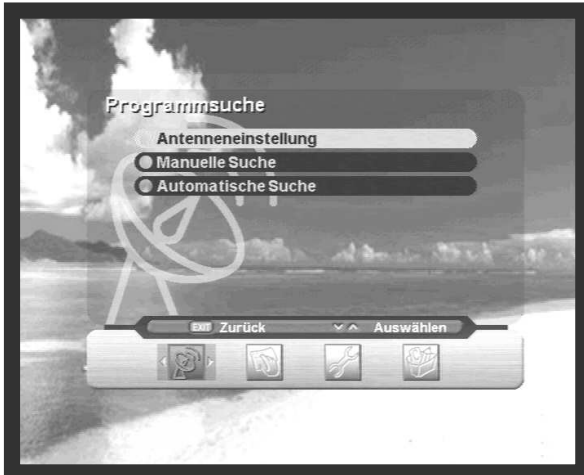 Programmsuche
Antenneneinstellung
Manuelle Suche
Automatische Suche
EXIT Zurück Auswählen